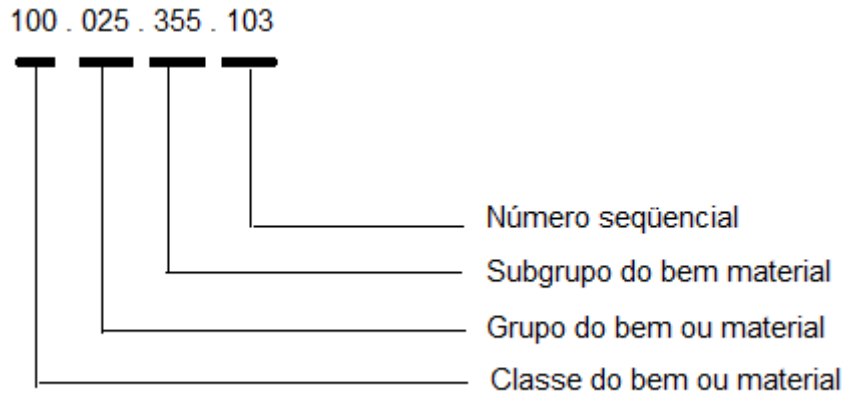 100 . 025 . 355 . 103
Número seqüencial
Subgrupo do bem material
Grupo do bem ou material
Classe do bem ou material